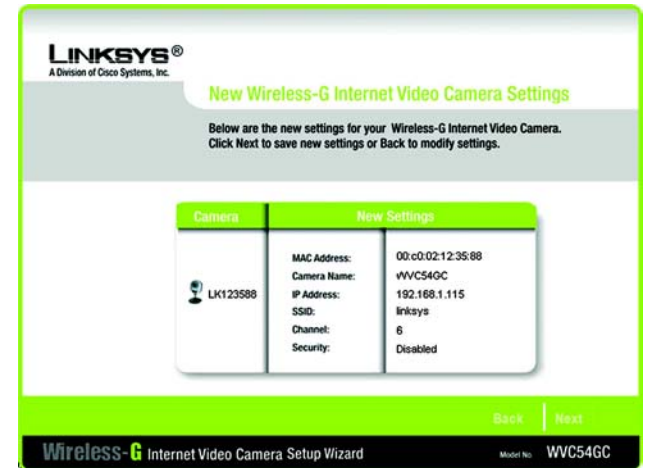 LINKSYS®
A Division of Cisco Systems, Inc.
New Wireless-G Internet Video Camera Settings
Below are the new settings for your Wireless-G Internet Video Camera.
Click Next to save new settings or Back to modify settings.
Camera New Settings
LK123588
MAC Address: 00:c0:02:12:35:88
Camera Name: WVC54GC
IP Address: 192.168.1.115
SSID: linksys
Channel: 6
Security: Disabled
Back Next
Wireless-G Internet Video Camera Setup Wizard Model No WVC54GC